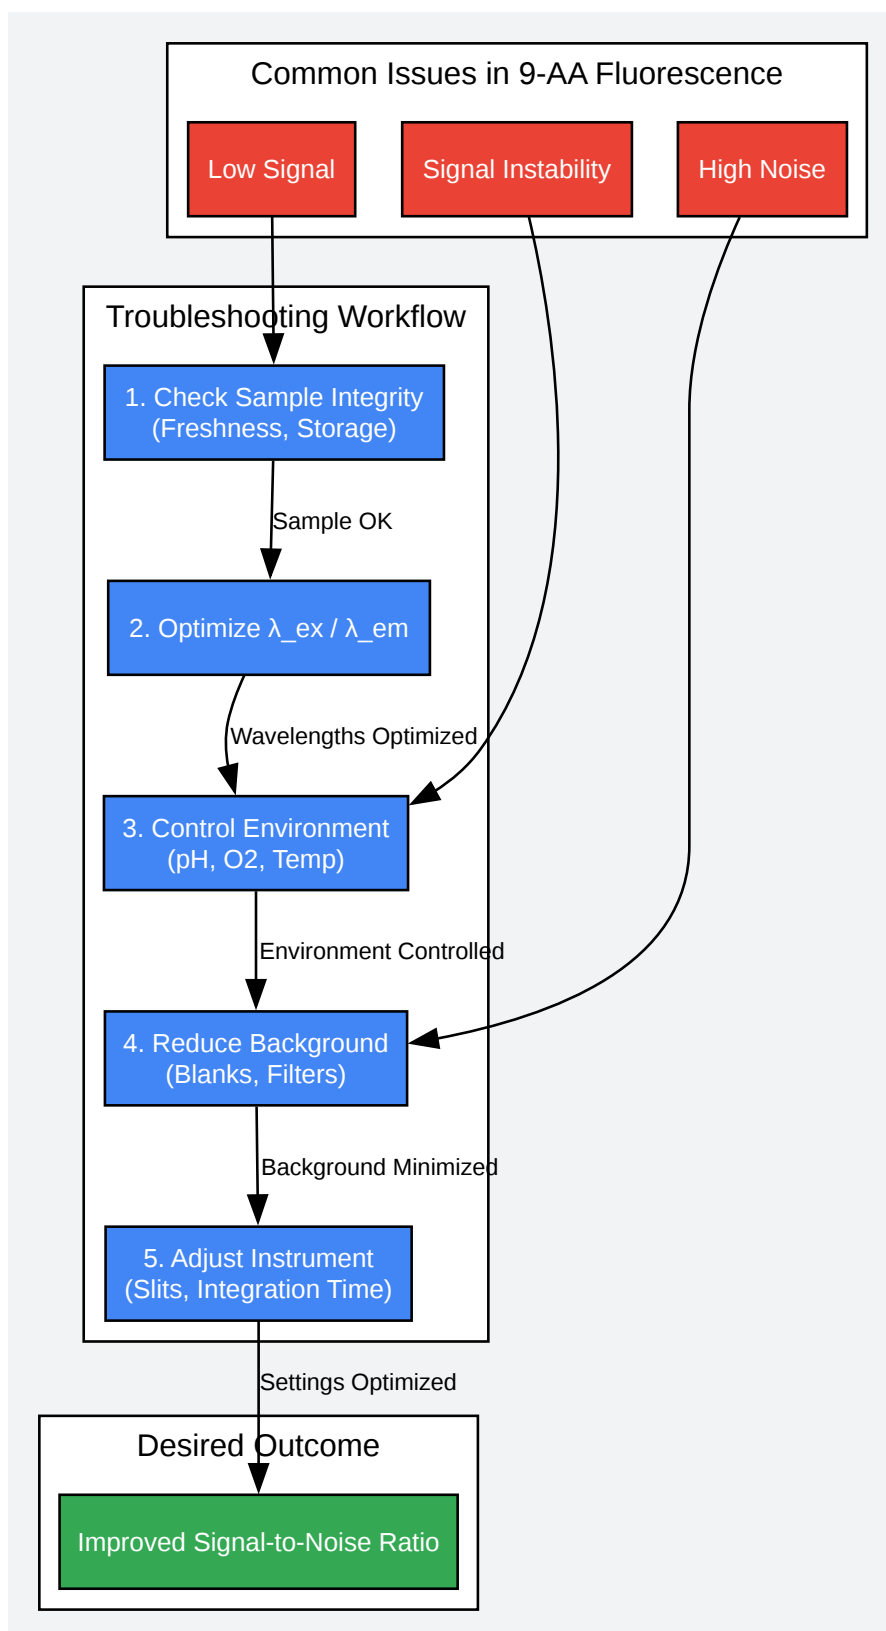 Common Issues in 9-AA Fluorescence
Low Signal
Signal Instability
High Noise
Troubleshooting Workflow
1. Check Sample Integrity
(Freshness, Storage)
Sample OK
2. Optimize λ_ex / λ_em
Wavelengths Optimized
3. Control Environment
(pH, O2, Temp)
Environment Controlled
4. Reduce Background
(Blanks, Filters)
Background Minimized
5. Adjust Instrument
(Slits, Integration Time)
Settings Optimized
Desired Outcome
Improved Signal-to-Noise Ratio